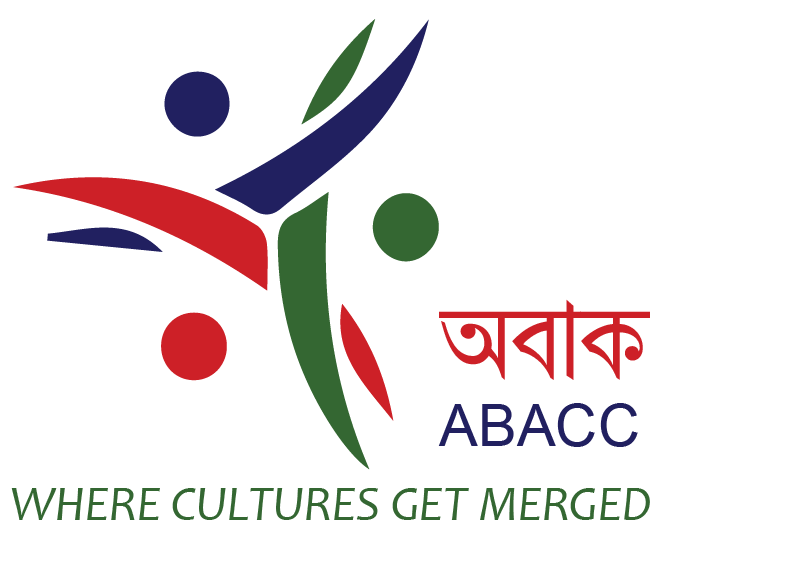 অবাক
ABACC
WHERE CULTURES GET MERGED